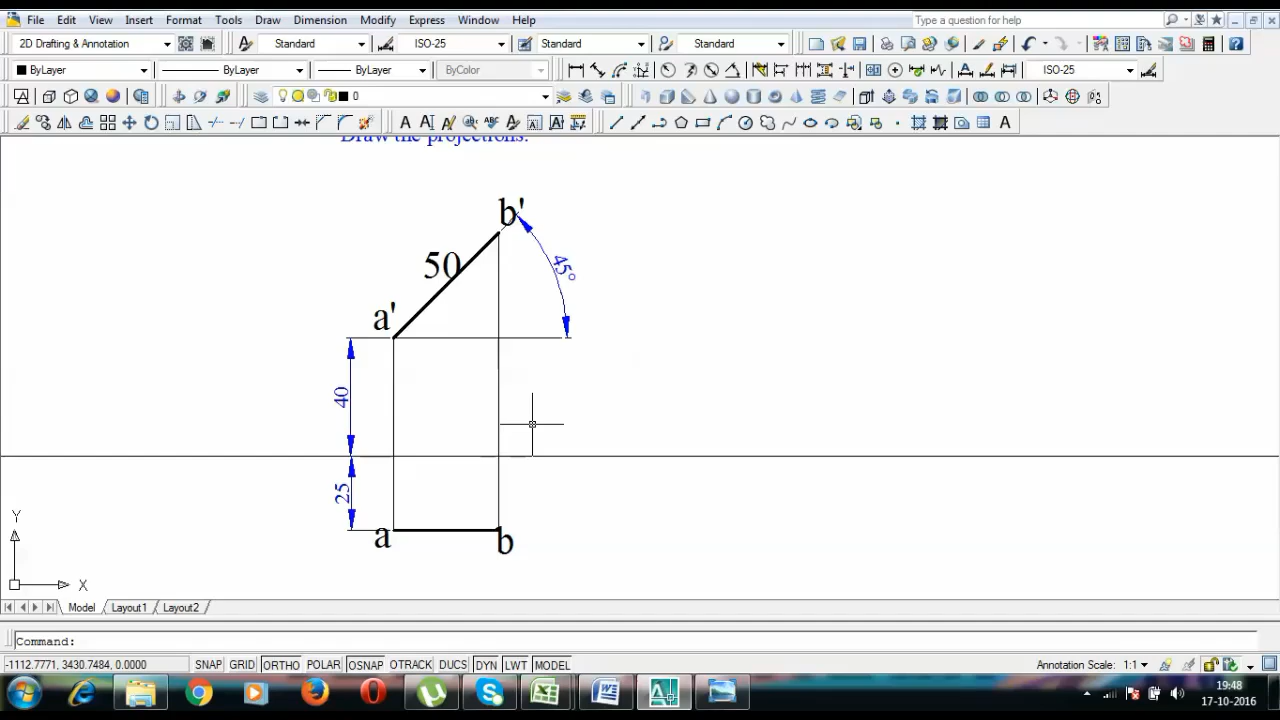 File Edit View Insert Format Tools Draw Dimension Modify Express Window Help Type a question for help
2D Drafting & Annotation Standard ISO-25 Standard Standard
ByLayer ByLayer ByLayer ByColor ISO-25
0
Draw the projections.
b'
50
45°
a'
40
25
a
b
Y
X
Model Layout1 Layout2
Command:
-1112.7771, 3430.7484, 0.0000 SNAP GRID ORTHO POLAR OSNAP OTRACK DUCS DYN LWT MODEL Annotation Scale: 1:1
19:48
17-10-2016